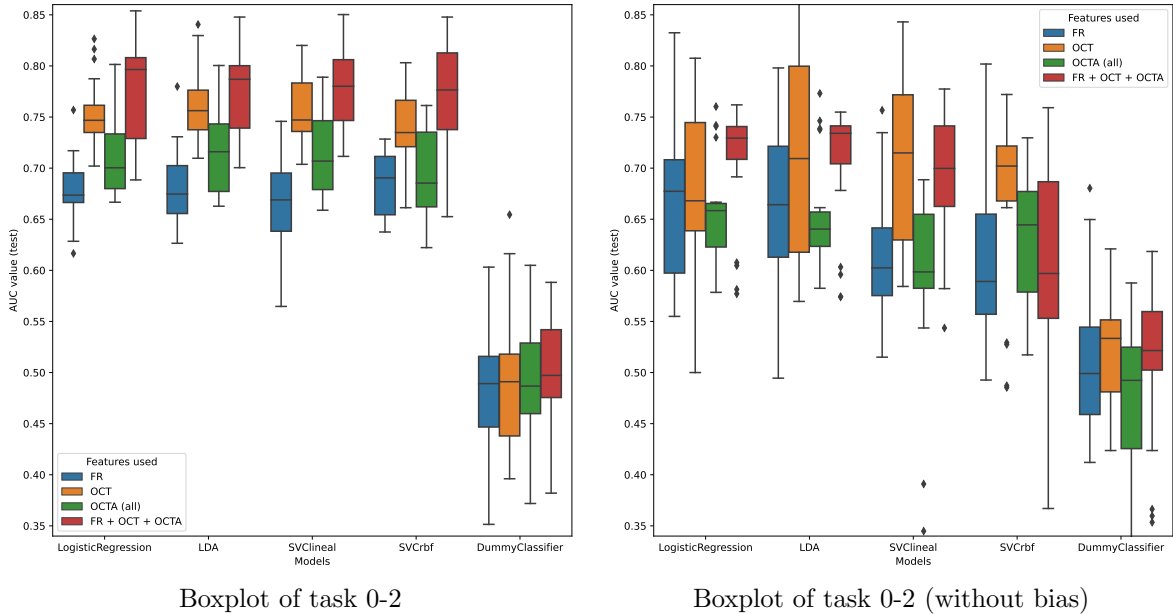 0.85
0.80
0.75
0.70
0.65
0.60
0.55
0.50
0.45
0.40
0.35
AUC value (test)
Features used
FR
OCT
OCTA (all)
FR + OCT + OCTA
LogisticRegression LDA SVClineal SVCrbf DummyClassifier
Models
Boxplot of task 0-2
0.85
0.80
0.75
0.70
0.65
0.60
0.55
0.50
0.45
0.40
0.35
AUC value (test)
Features used
FR
OCT
OCTA (all)
FR + OCT + OCTA
LogisticRegression LDA SVClineal SVCrbf DummyClassifier
Models
Boxplot of task 0-2 (without bias)